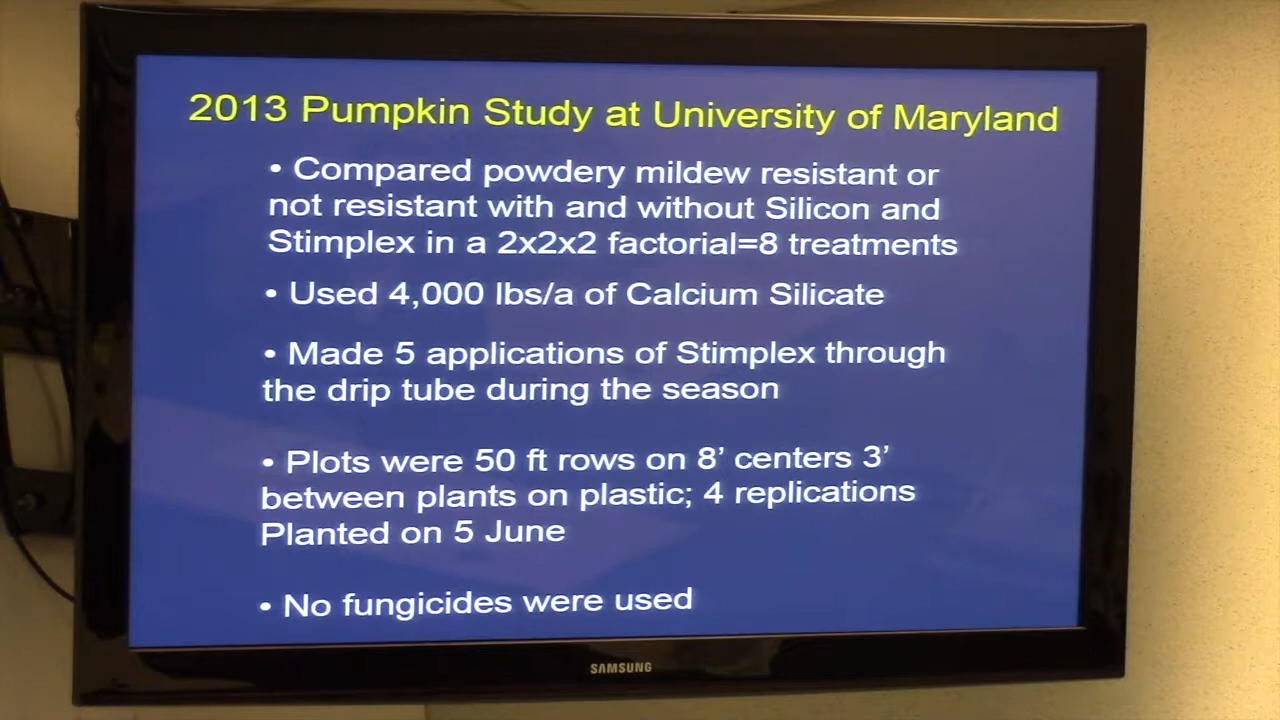 2013 Pumpkin Study at University of Maryland
• Compared powdery mildew resistant or
not resistant with and without Silicon and
Stimplex in a 2x2x2 factorial=8 treatments
• Used 4,000 lbs/a of Calcium Silicate
• Made 5 applications of Stimplex through
the drip tube during the season
• Plots were 50 ft rows on 8’ centers 3’
between plants on plastic; 4 replications
Planted on 5 June
• No fungicides were used
SAMSUNG